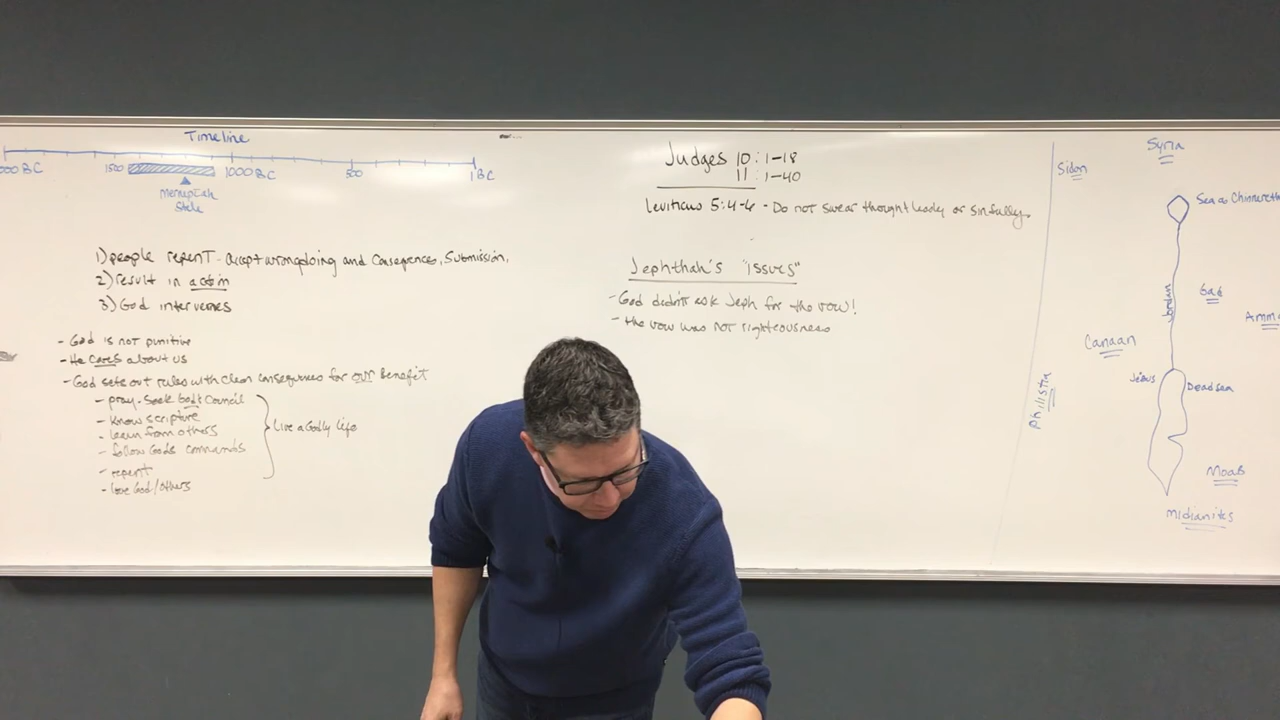 Timeline
000 BC 1500 1000 BC 500 1 BC
Merneptah
Stele
1) people repent - accept wrongdoing and consequences, submission,
2) result in action
3) God intervenes
- God is not punitive
- He cares about us
- God sets out rules with clear consequences for our benefit
- pray - seek God's council
- know scripture
- learn from others
- follow Gods commands
- repent
- love God/others
Live a Godly life
Judges 10:1-18
11:1-40
Leviticus 5:4-6 - Do not swear thoughtlessly or sinfully.
Jephthah's "issues"
- God didn't ask Jeph for the vow!
- the vow was not righteousness
Syria
Sidon
Sea of Chinnereth
Jordan
Gad
Ammo
Canaan
Jebus
Dead sea
Philistia
Moab
Midianites